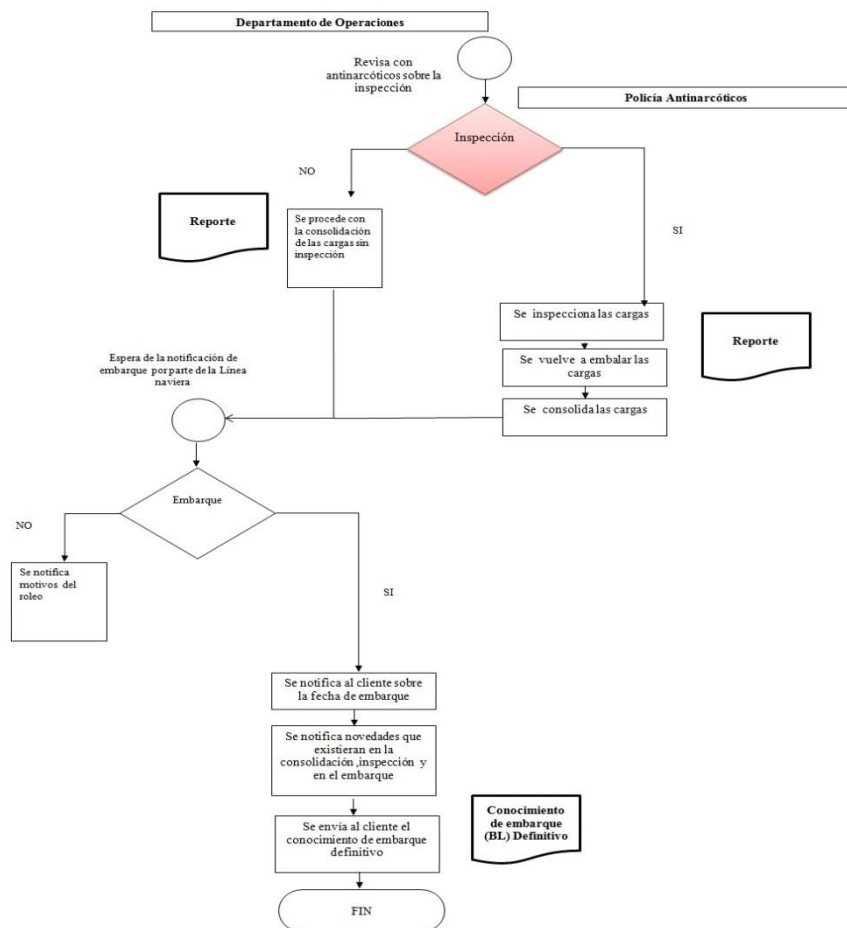 Departamento de Operaciones
Revisa con
antinarcóticos sobre la
inspección
Policía Antinarcóticos
Inspección
NO
Reporte
Se procede con
la consolidación
de las cargas sin
inspección
SI
Se inspecciona las cargas
Reporte
Se vuelve a embalar las
cargas
Se consolida las cargas
Espera de la notificación de
embarque por parte de la Línea
naviera
Embarque
NO
Se notifica
motivos del
roleo
SI
Se notifica al cliente sobre
la fecha de embarque
Se notifica novedades que
existieran en la
consolidación ,inspección y
en el embarque
Se envía al cliente el
conocimiento de embarque
definitivo
Conocimiento
de embarque
(BL) Definitivo
FIN